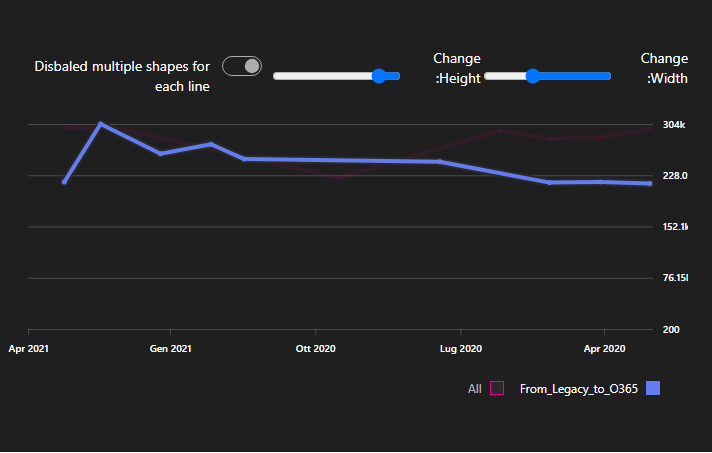 Change
:Width
Change
:Height
Disbaled multiple shapes for
each line
304k
228.0
152.1k
76.15k
200
Apr 2021
Gen 2021
Ott 2020
Lug 2020
Apr 2020
All
From_Legacy_to_O365